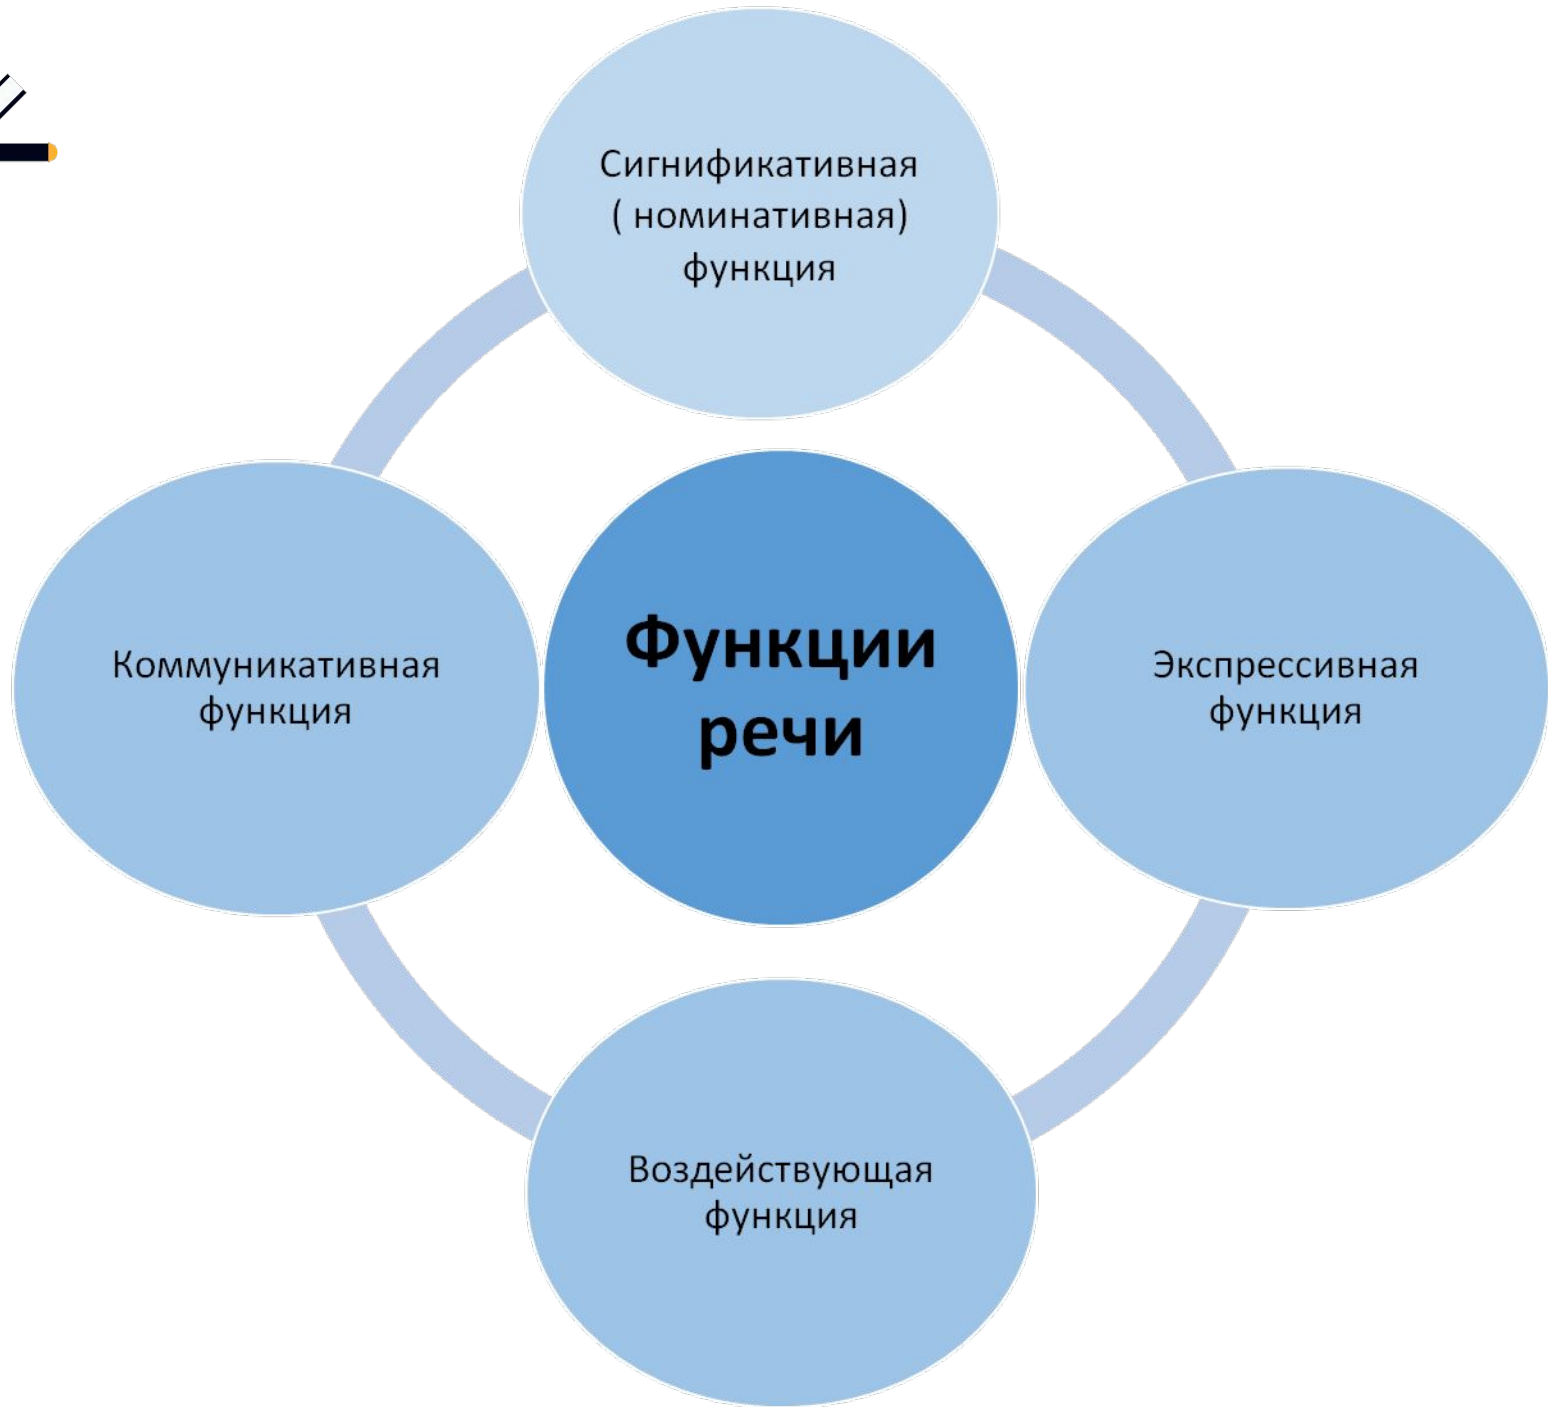 Сигнификативная
( номинативная)
функция
Коммуникативная
функция
Функции
речи
Экспрессивная
функция
Воздействующая
функция